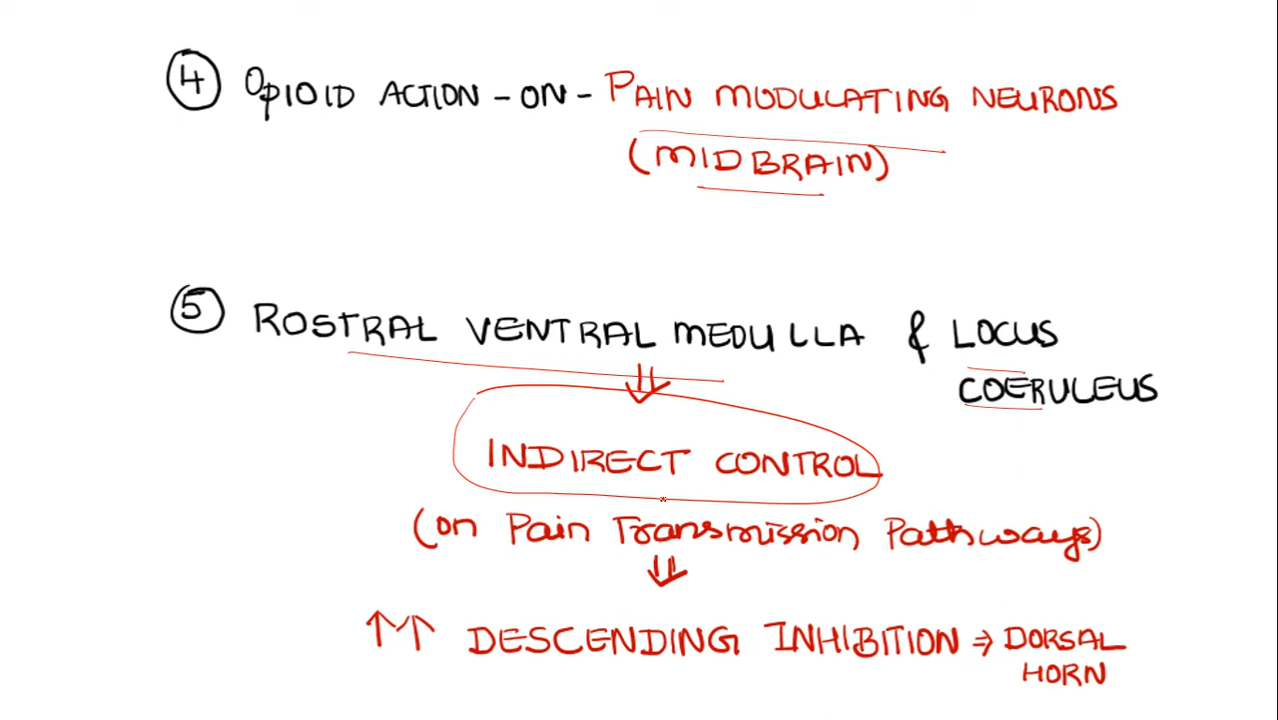 ④ Opioid ACTION - ON - PAIN MODULATING NEURONS
(MIDBRAIN)
⑤ ROSTRAL VENTRAL MEDULLA & LOCUS
COERULEUS
⇓
INDIRECT CONTROL
(on Pain Transmission Pathways)
⇓
↑↑ DESCENDING INHIBITION ⇒ DORSAL
HORN